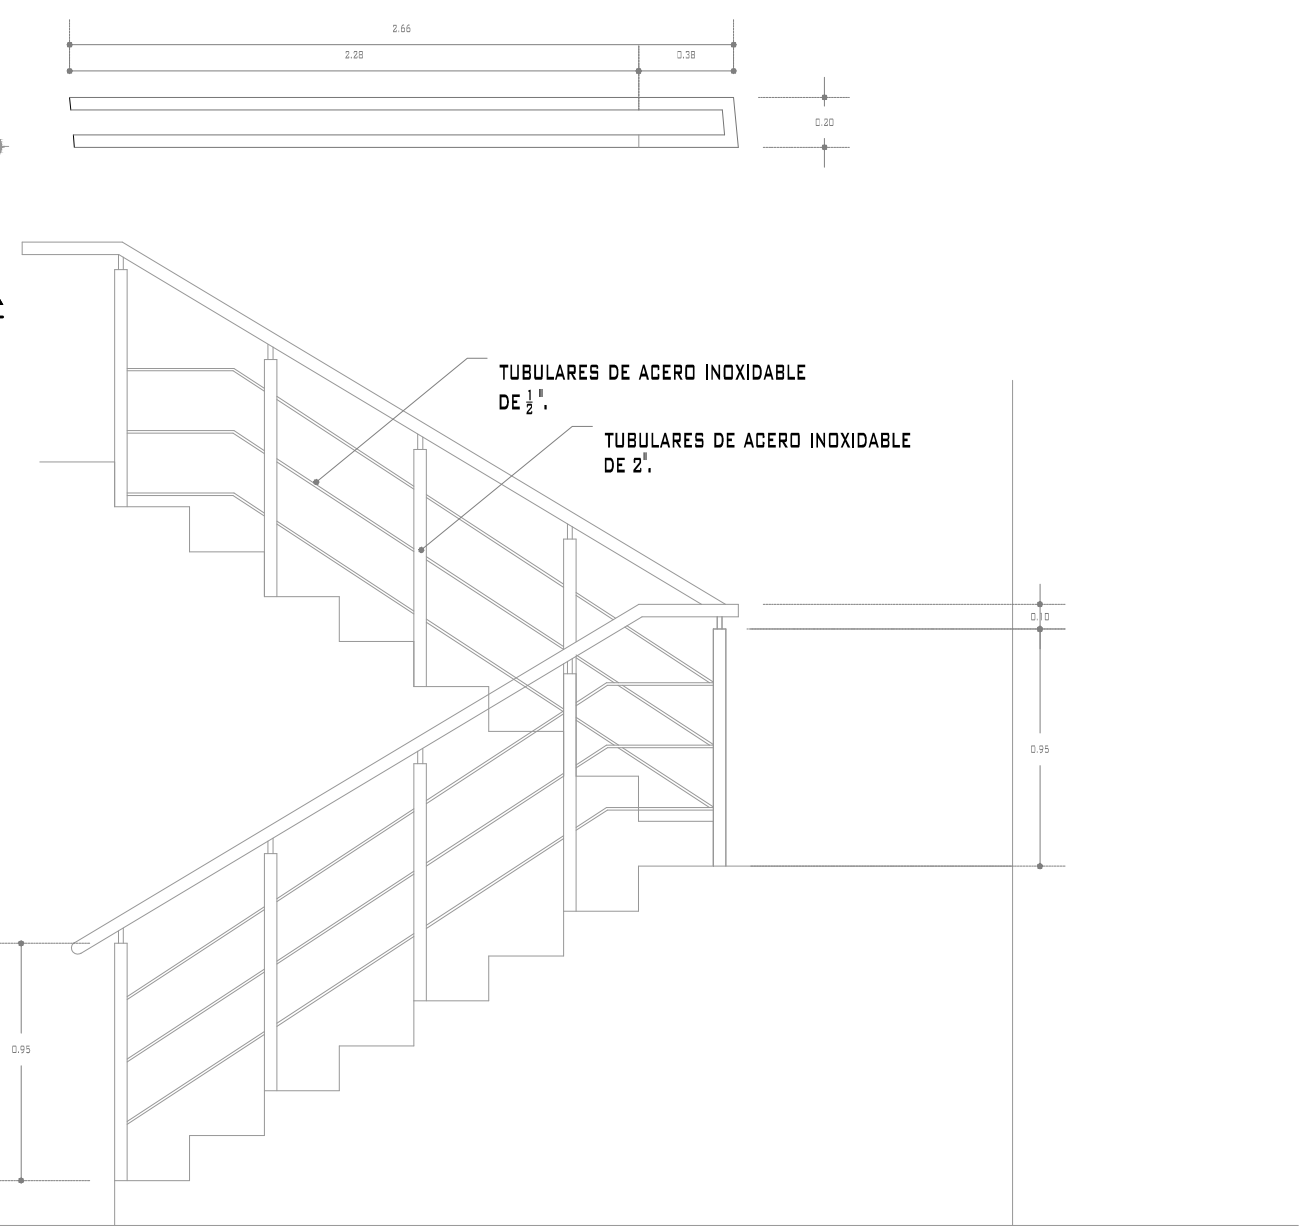 2.66
2.28 0.38
0.20
TUBULARES DE ACERO INOXIDABLE
DE ½".
TUBULARES DE ACERO INOXIDABLE
DE 2".
0.10
0.95
0.95